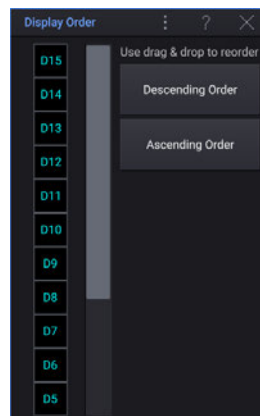 Display Order
?
Use drag & drop to reorder
D15
Descending Order
D14
D13
Ascending Order
D12
D11
D10
D9
D8
D7
D6
D5